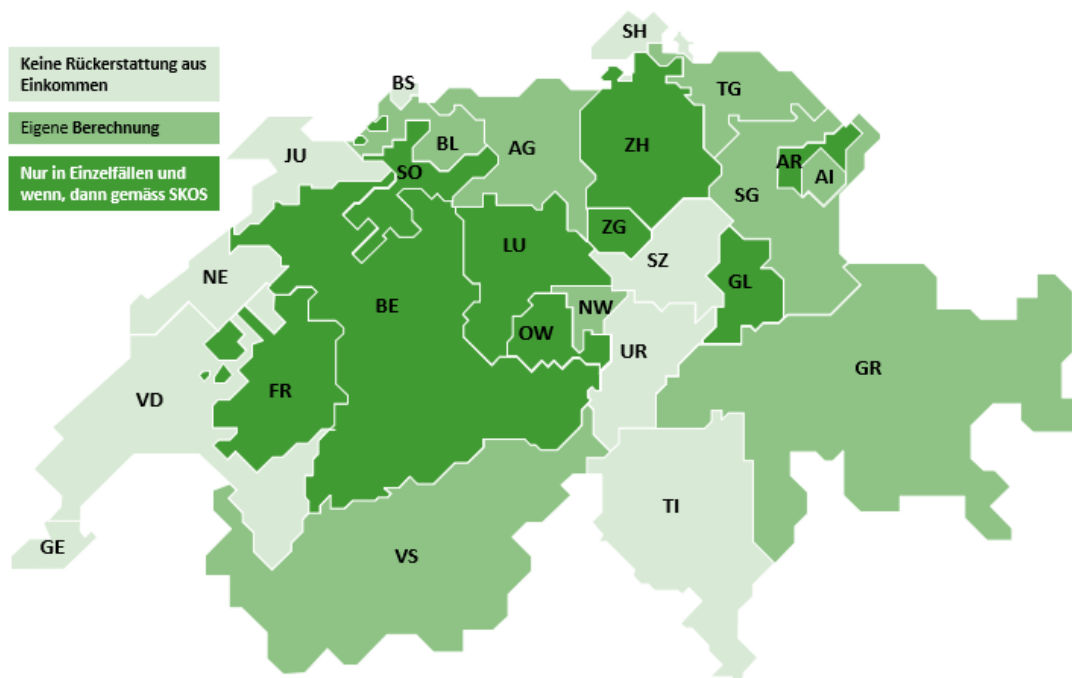 Keine Rückerstattung aus
Einkommen
Eigene Berechnung
Nur in Einzelfällen und
wenn, dann gemäss SKOS
SH
BS
TG
JU
BL
AG
ZH
SO
AR
AI
SG
ZG
LU
SZ
NE
GL
BE
NW
OW
UR
GR
FR
VD
TI
GE
VS